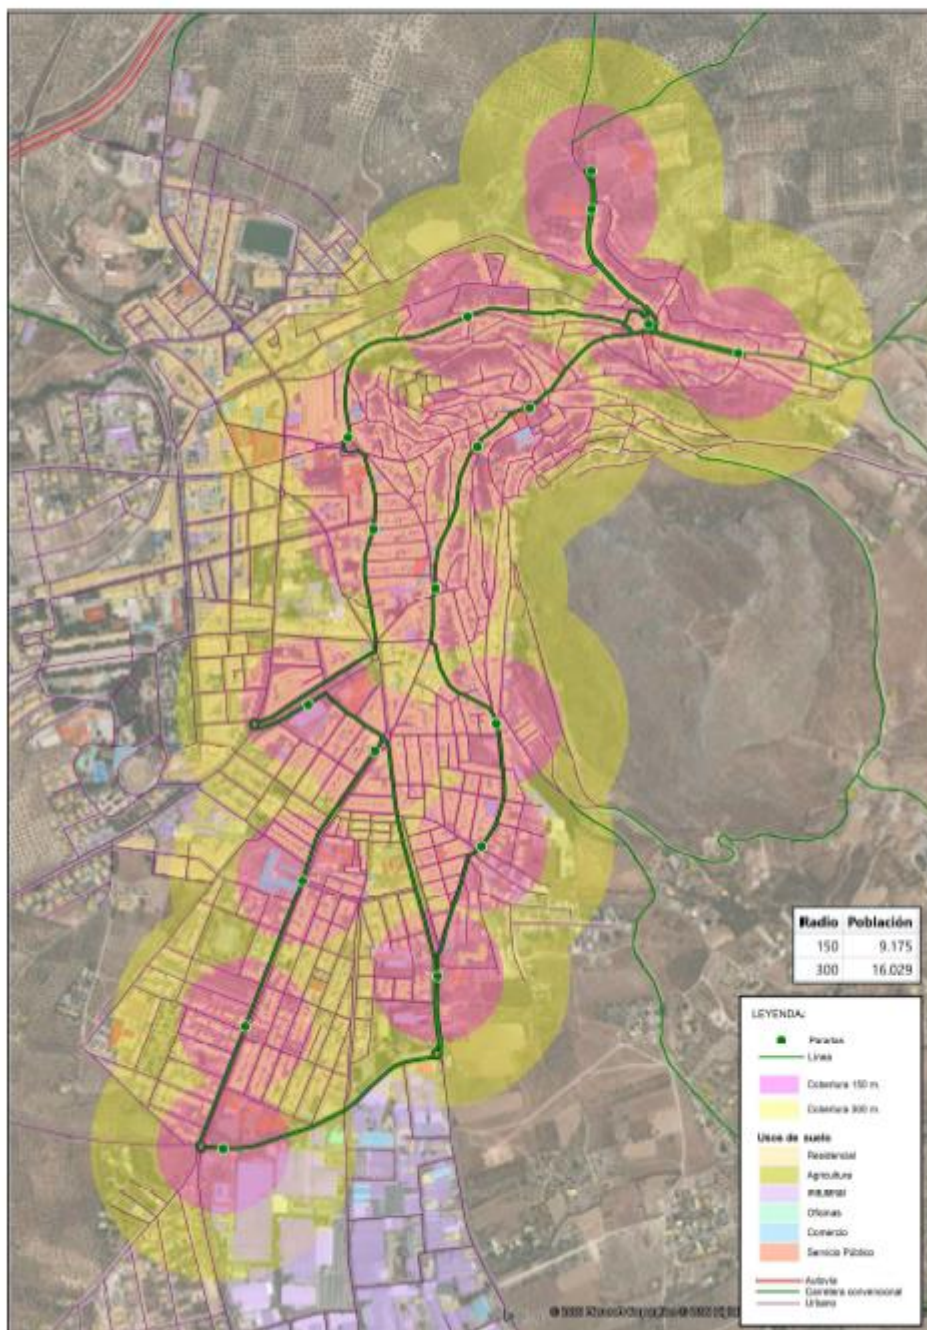 Radio Población
150 9.175
300 16.029
LEYENDA:
Paradas
Línea
Cobertura 150 m.
Cobertura 300 m.
Usos de suelo
Residencial
Agricultura
Oficinas
Comercio
Servicio Público
Autovía
Carretera convencional
Urbano